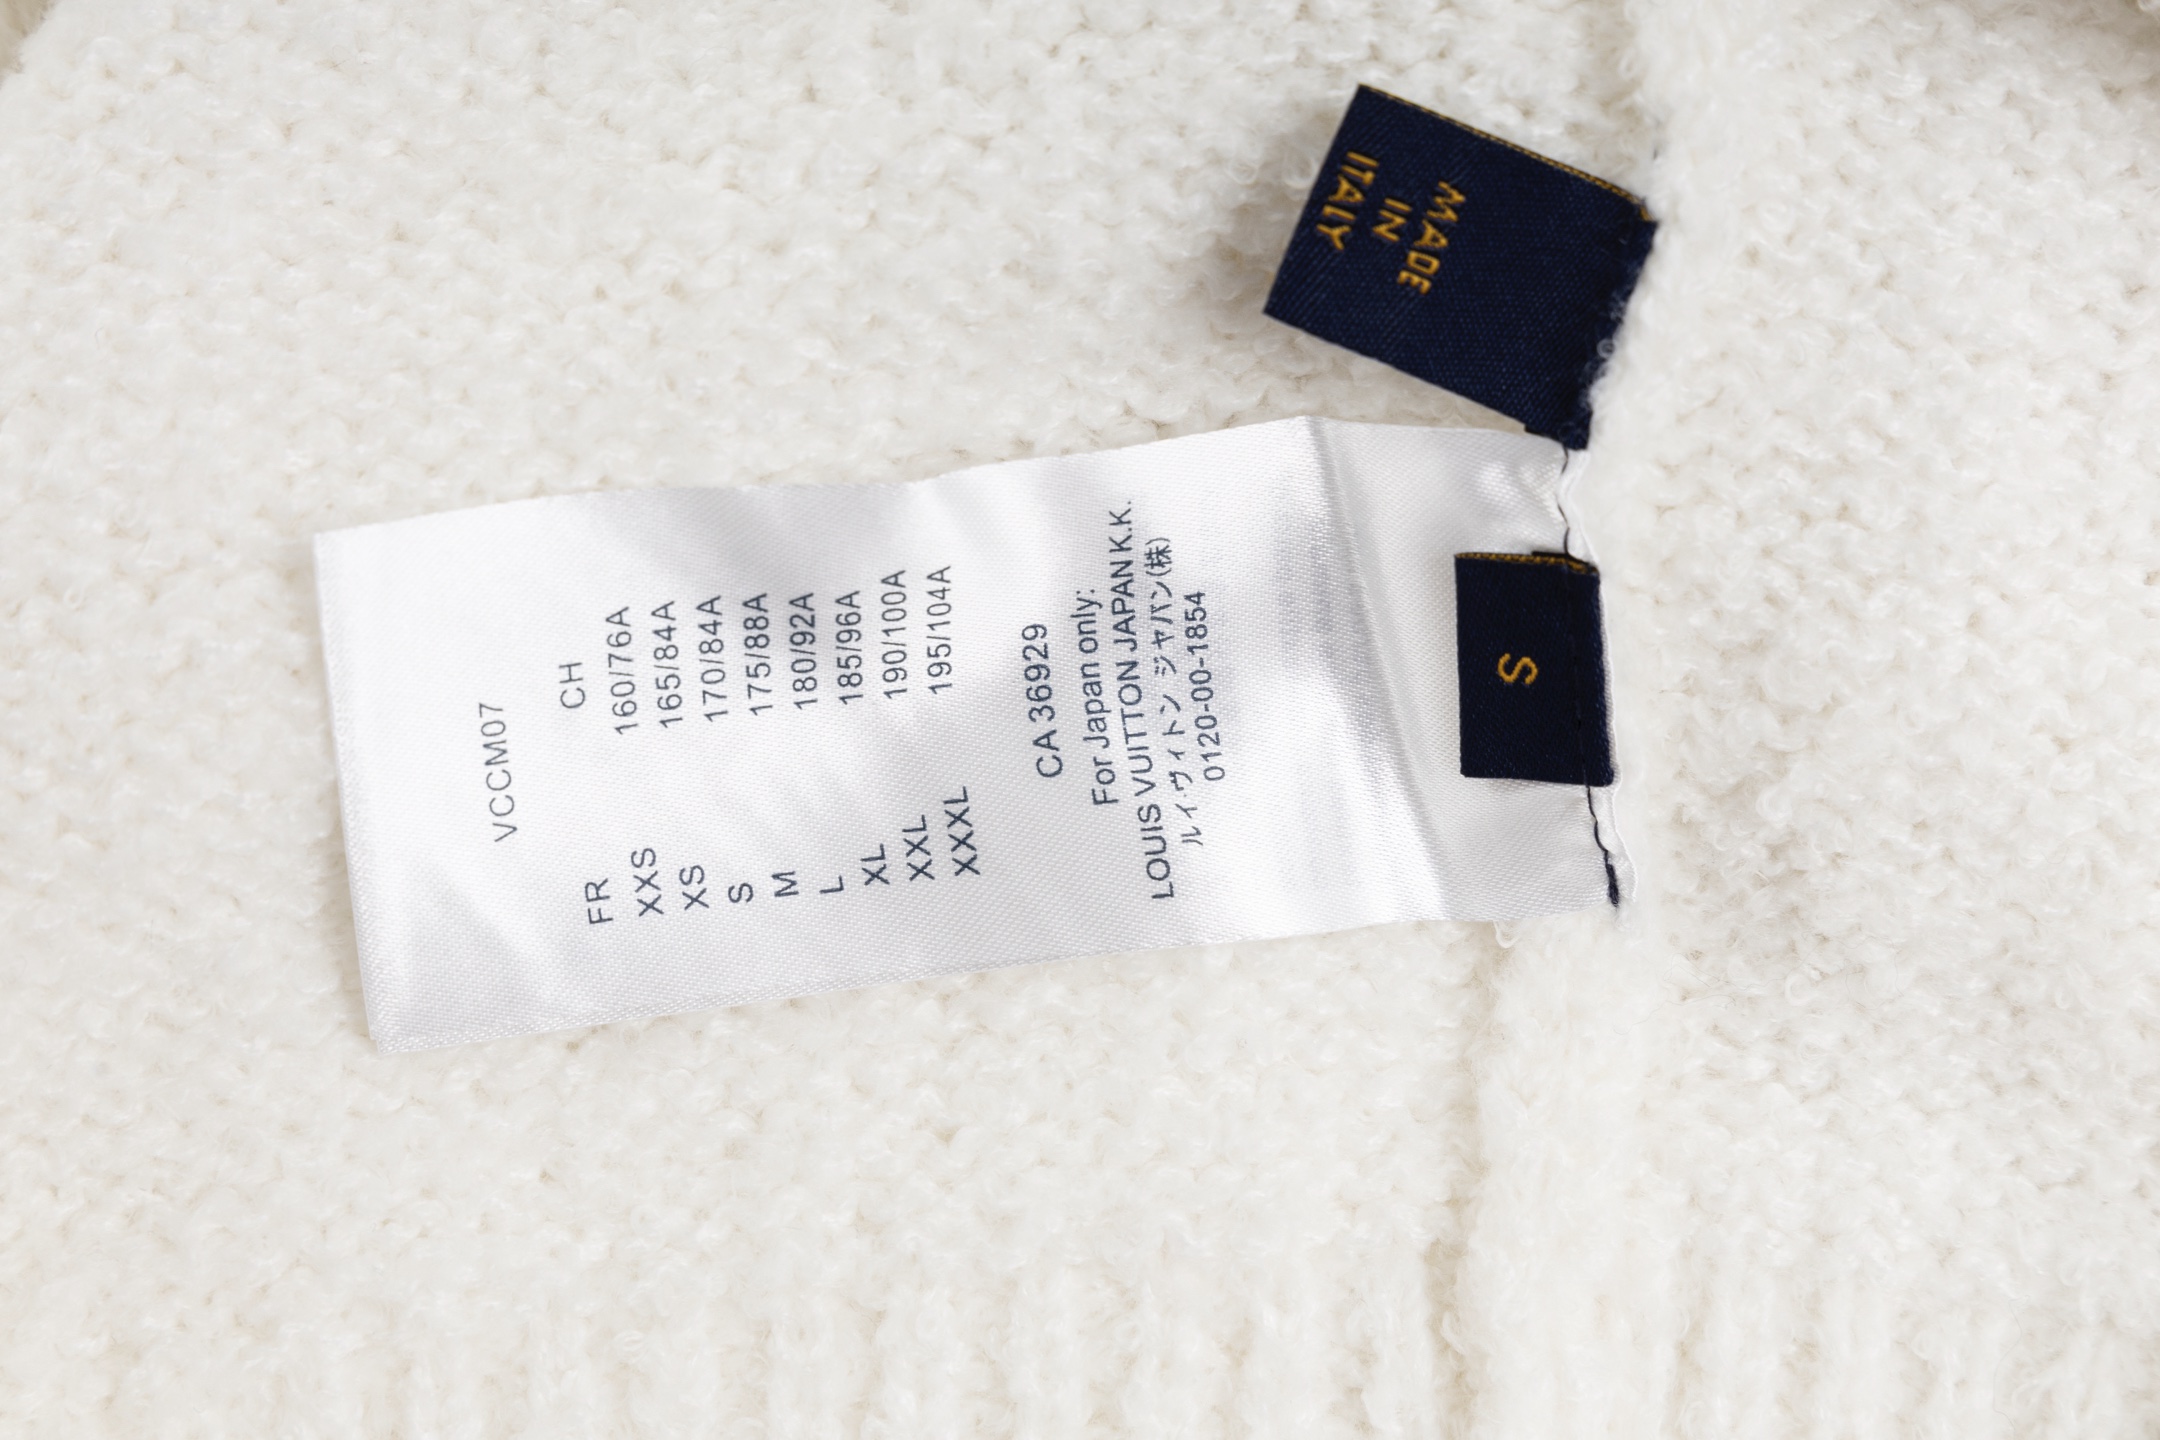 MADE
IN
ITALY
S
VCCM07
FR CH
XXS 160/76A
XS 165/84A
S 170/84A
M 175/88A
L 180/92A
XL 185/96A
XXL 190/100A
XXXL 195/104A
CA 36929
For Japan only:
LOUIS VUITTON JAPAN K.K.
ルイ・ヴィトン ジャパン(株)
0120-00-1854